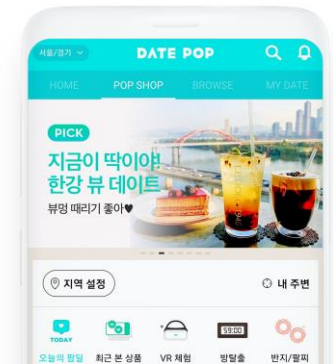 서울/경기
DATE POP
HOME
POP SHOP
BROWSE
MY DATE
PICK
지금이 딱이야!
한강 뷰 데이트
뷰멍 때리기 좋아♥
지역 설정
내 주변
TODAY
59:00
오늘의 팝딜
최근 본 상품
VR 체험
방탈출
반지/팔찌